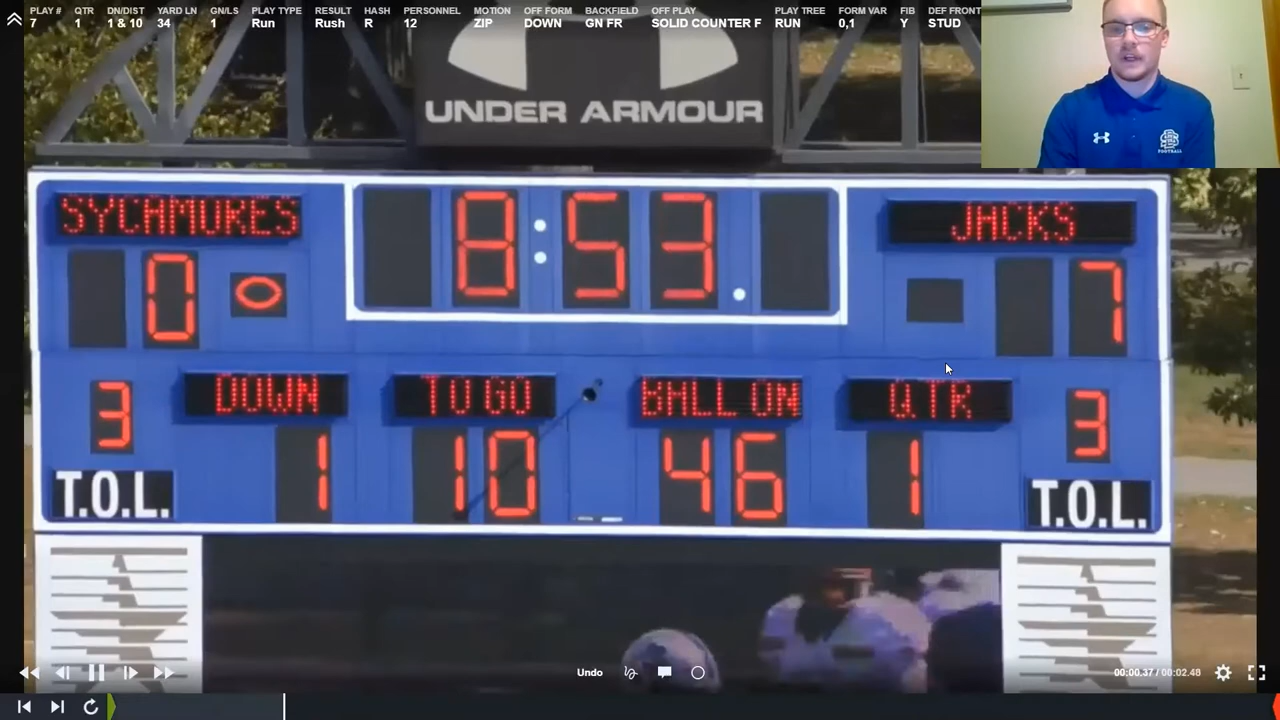 PLAY # QTR DN/DIST YARD LN GN/LS PLAY TYPE RESULT HASH PERSONNEL MOTION OFF FORM BACKFIELD OFF PLAY PLAY TREE FORM VAR FIB DEF FRONT
7 1 1 & 10 34 1 Run Rush R 12 ZIP DOWN GN FR SOLID COUNTER F RUN 0,1 Y STUD
UNDER ARMOUR
FOOTBALL
SYCAMORES 8:53. JACKS
0 7
3 DOWN TO GO BALL ON QTR 3
1 10 46 1
T.O.L. T.O.L.
Undo 00:00.37 / 00:02.48